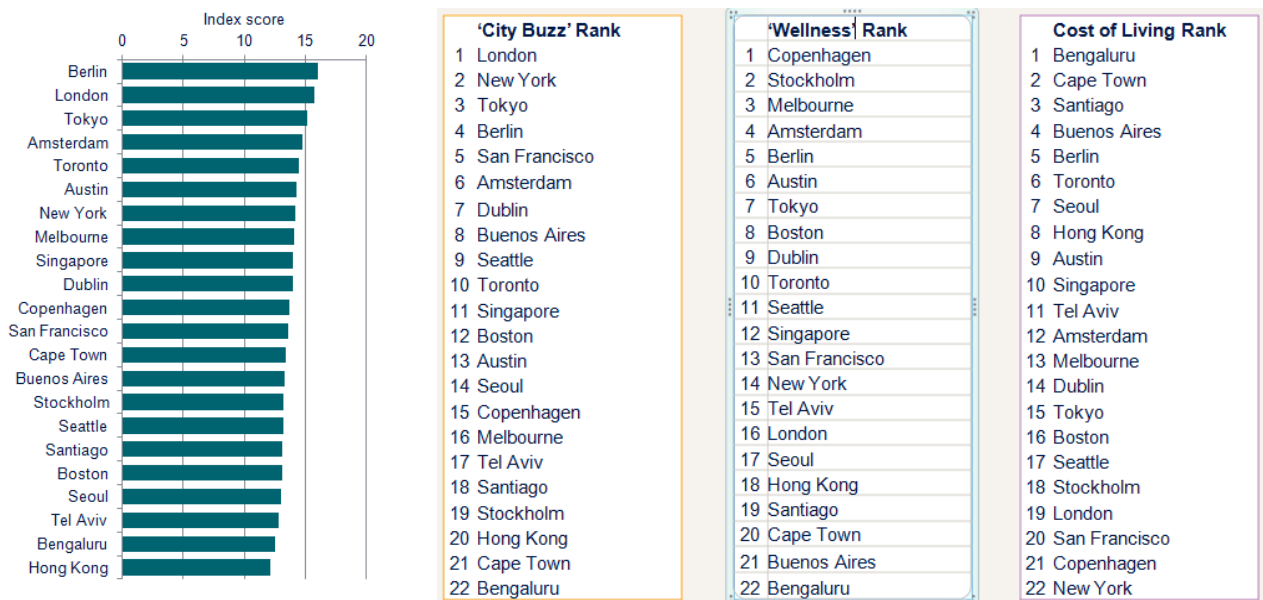 Index score
0 5 10 15 20
Berlin
London
Tokyo
Amsterdam
Toronto
Austin
New York
Melbourne
Singapore
Dublin
Copenhagen
San Francisco
Cape Town
Buenos Aires
Stockholm
Seattle
Santiago
Boston
Seoul
Tel Aviv
Bengaluru
Hong Kong
‘City Buzz’ Rank
1 London
2 New York
3 Tokyo
4 Berlin
5 San Francisco
6 Amsterdam
7 Dublin
8 Buenos Aires
9 Seattle
10 Toronto
11 Singapore
12 Boston
13 Austin
14 Seoul
15 Copenhagen
16 Melbourne
17 Tel Aviv
18 Santiago
19 Stockholm
20 Hong Kong
21 Cape Town
22 Bengaluru
‘Wellness’ Rank
1 Copenhagen
2 Stockholm
3 Melbourne
4 Amsterdam
5 Berlin
6 Austin
7 Tokyo
8 Boston
9 Dublin
10 Toronto
11 Seattle
12 Singapore
13 San Francisco
14 New York
15 Tel Aviv
16 London
17 Seoul
18 Hong Kong
19 Santiago
20 Cape Town
21 Buenos Aires
22 Bengaluru
Cost of Living Rank
1 Bengaluru
2 Cape Town
3 Santiago
4 Buenos Aires
5 Berlin
6 Toronto
7 Seoul
8 Hong Kong
9 Austin
10 Singapore
11 Tel Aviv
12 Amsterdam
13 Melbourne
14 Dublin
15 Tokyo
16 Boston
17 Seattle
18 Stockholm
19 London
20 San Francisco
21 Copenhagen
22 New York